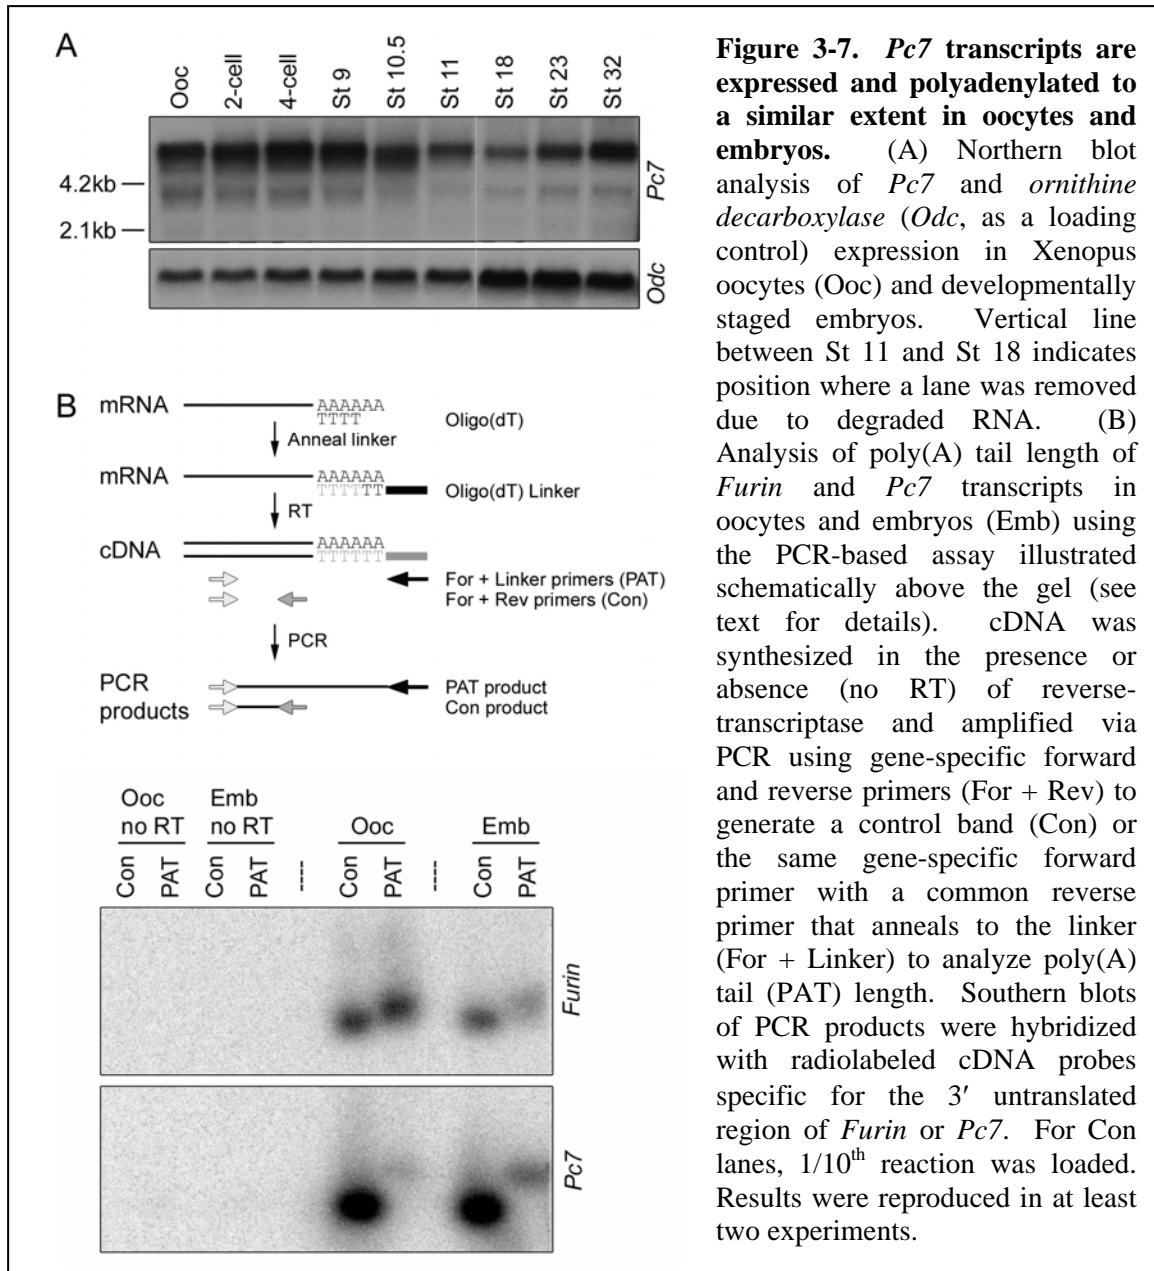 A
Ooc
2-cell
4-cell
St 9
St 10.5
St 11
St 18
St 23
St 32
4.2kb
2.1kb
Pc7
Odc
B
mRNA
AAAAAA
TTTT
Oligo(dT)
Anneal linker
mRNA
AAAAAA
TTTTTT
Oligo(dT) Linker
RT
cDNA
AAAAAA
TTTTTT
For + Linker primers (PAT)
For + Rev primers (Con)
PCR
PCR
products
PAT product
Con product
Ooc
no RT
Emb
no RT
Ooc
Emb
Con
PAT
Con
PAT
----
Con
PAT
----
Con
PAT
Furin
Pc7
Figure 3-7. Pc7 transcripts are
expressed and polyadenylated to
a similar extent in oocytes and
embryos. (A) Northern blot
analysis of Pc7 and ornithine
decarboxylase (Odc, as a loading
control) expression in Xenopus
oocytes (Ooc) and developmentally
staged embryos. Vertical line
between St 11 and St 18 indicates
position where a lane was removed
due to degraded RNA. (B)
Analysis of poly(A) tail length of
Furin and Pc7 transcripts in
oocytes and embryos (Emb) using
the PCR-based assay illustrated
schematically above the gel (see
text for details). cDNA was
synthesized in the presence or
absence (no RT) of reverse-
transcriptase and amplified via
PCR using gene-specific forward
and reverse primers (For + Rev) to
generate a control band (Con) or
the same gene-specific forward
primer with a common reverse
primer that anneals to the linker
(For + Linker) to analyze poly(A)
tail (PAT) length. Southern blots
of PCR products were hybridized
with radiolabeled cDNA probes
specific for the 3′ untranslated
region of Furin or Pc7. For Con
lanes, 1/10th reaction was loaded.
Results were reproduced in at least
two experiments.